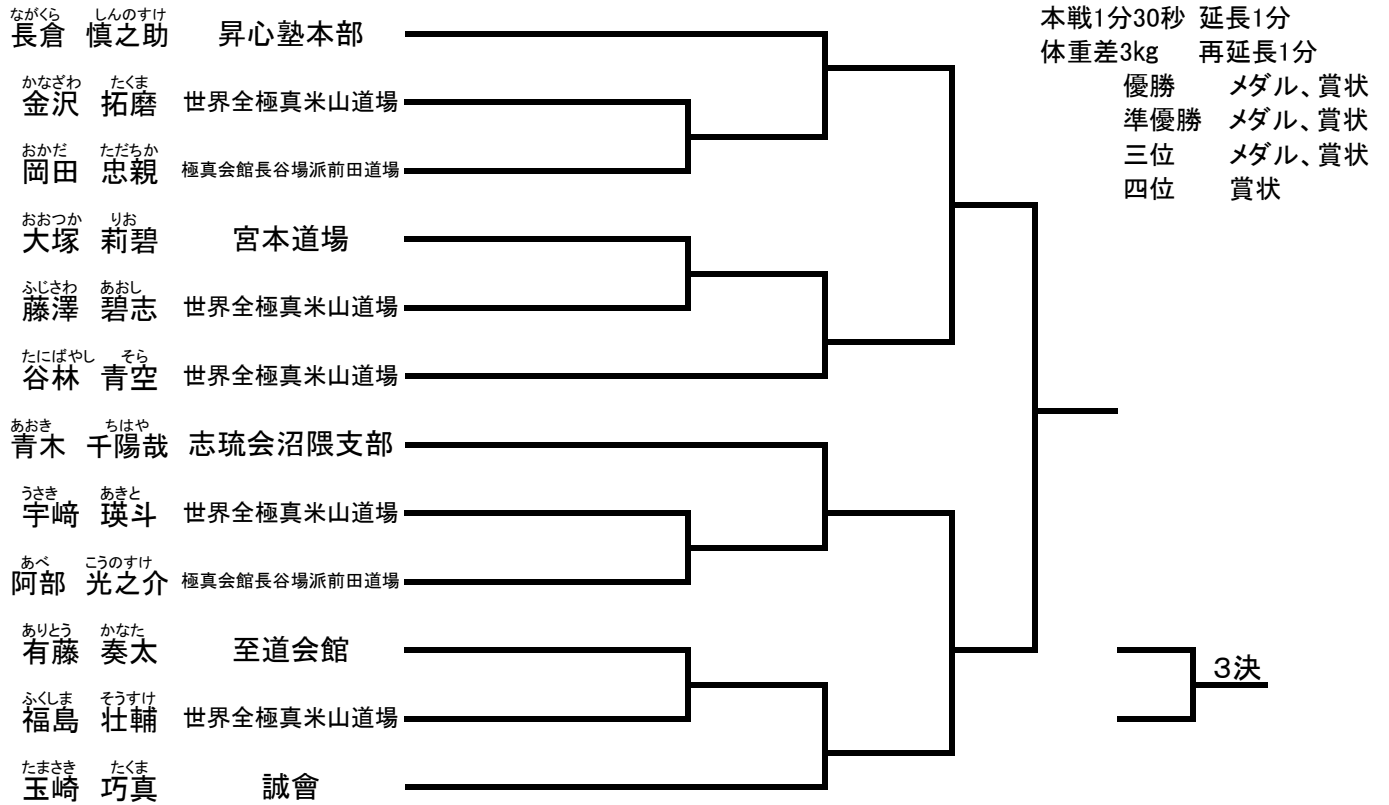 ながくら しんのすけ
長倉 慎之助 昇心塾本部
かなざわ たくま
金沢 拓磨 世界全極真米山道場
おかだ ただちか
岡田 忠親 極真会館長谷場派前田道場
おおつか りお
大塚 莉碧 宮本道場
ふじさわ あおし
藤澤 碧志 世界全極真米山道場
たにばやし そら
谷林 青空 世界全極真米山道場
あおき ちはや
青木 千陽哉 志琉会沼隈支部
うさき あきと
宇﨑 瑛斗 世界全極真米山道場
あべ こうのすけ
阿部 光之介 極真会館長谷場派前田道場
ありとう かなた
有藤 奏太 至道会館
ふくしま そうすけ
福島 壮輔 世界全極真米山道場
たまさき たくま
玉崎 巧真 誠會
本戦1分30秒 延長1分
体重差3kg 再延長1分
優勝 メダル、賞状
準優勝 メダル、賞状
三位 メダル、賞状
四位 賞状
３決